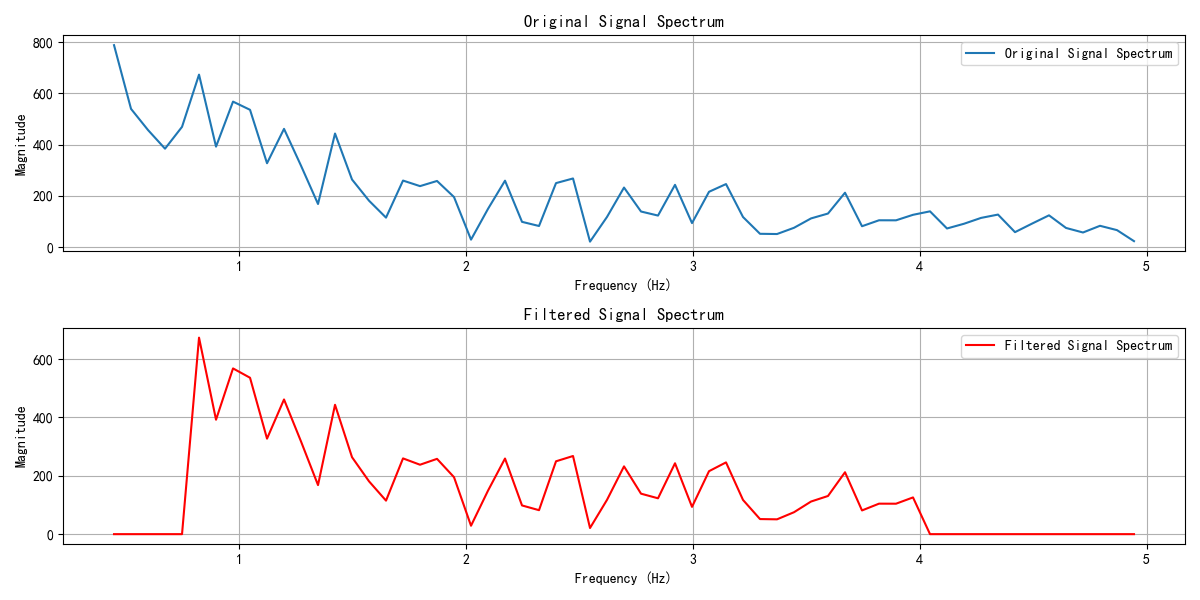 Original Signal Spectrum
Original Signal Spectrum
Magnitude
800
600
400
200
0
1 2 3 4 5
Frequency (Hz)
Filtered Signal Spectrum
Filtered Signal Spectrum
Magnitude
600
400
200
0
1 2 3 4 5
Frequency (Hz)